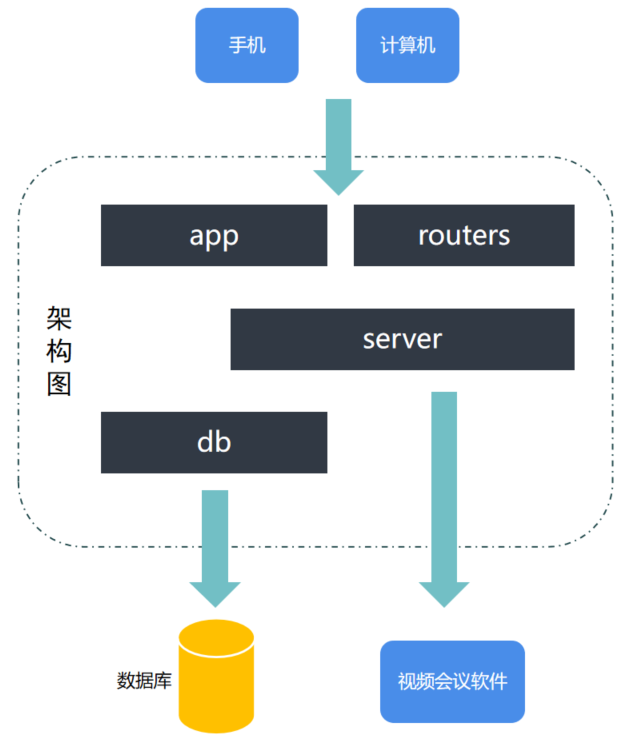 手机
计算机
app
routers
架
构
图
server
db
数据库
视频会议软件